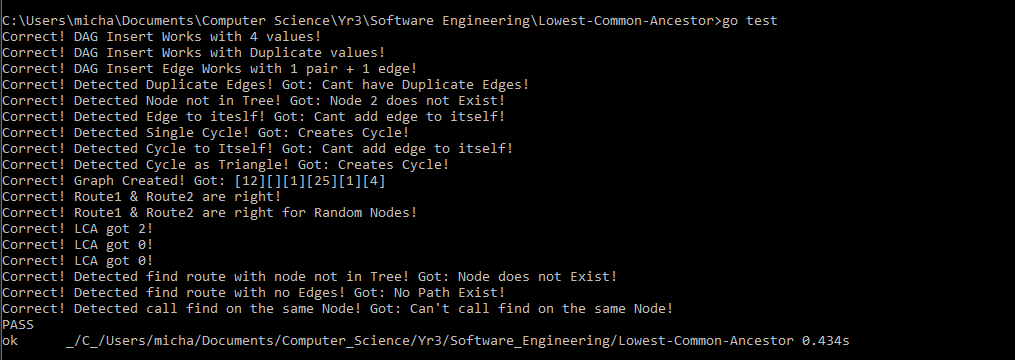 C:\Users\micha\Documents\Computer Science\Yr3\Software Engineering\Lowest-Common-Ancestor>go test
Correct! DAG Insert Works with 4 values!
Correct! DAG Insert Works with Duplicate values!
Correct! DAG Insert Edge Works with 1 pair + 1 edge!
Correct! Detected Duplicate Edges! Got: Cant have Duplicate Edges!
Correct! Detected Node not in Tree! Got: Node 2 does not Exist!
Correct! Detected Edge to iteslf! Got: Cant add edge to itself!
Correct! Detected Single Cycle! Got: Creates Cycle!
Correct! Detected Cycle to Itself! Got: Cant add edge to itself!
Correct! Detected Cycle as Triangle! Got: Creates Cycle!
Correct! Graph Created! Got: [12][][1][25][1][4]
Correct! Route1 & Route2 are right!
Correct! Route1 & Route2 are right for Random Nodes!
Correct! LCA got 2!
Correct! LCA got 0!
Correct! LCA got 0!
Correct! Detected find route with node not in Tree! Got: Node does not Exist!
Correct! Detected find route with no Edges! Got: No Path Exist!
Correct! Detected call find on the same Node! Got: Can't call find on the same Node!
PASS
ok      _/C_/Users/micha/Documents/Computer_Science/Yr3/Software_Engineering/Lowest-Common-Ancestor 0.434s